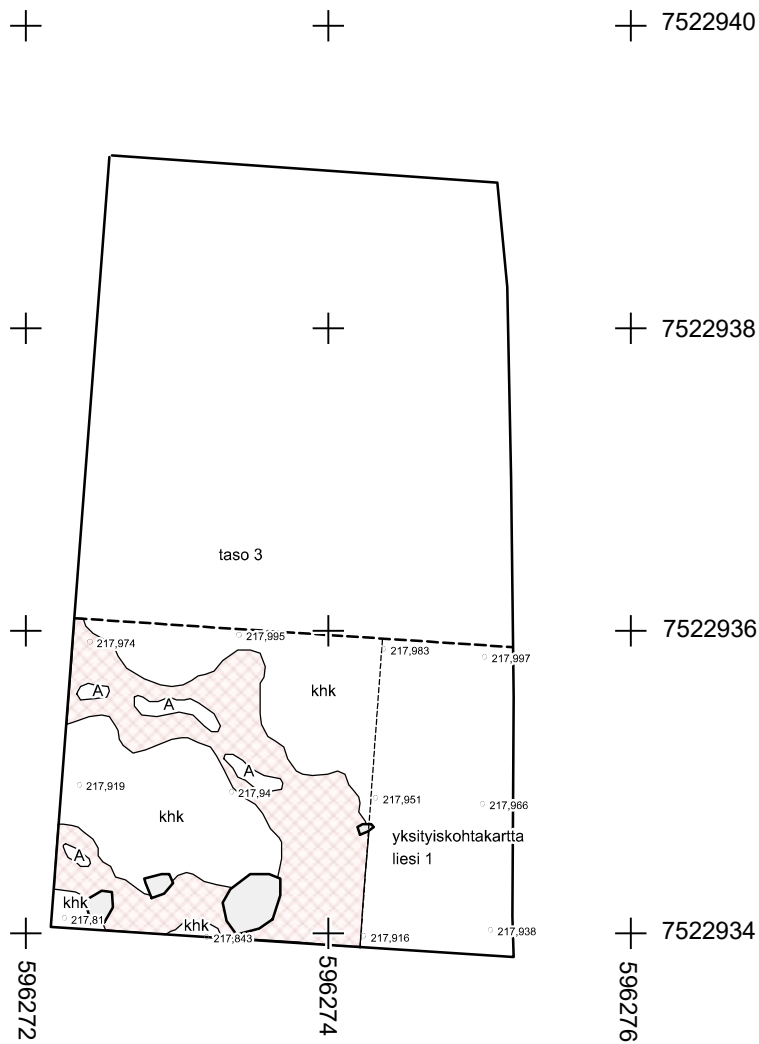 7522940
7522938
taso 3
7522936
217,974
217,995
217,983
217,997
khk
A
A
A
217,919
217,94
217,951
217,966
khk
yksityiskohtakartta
liesi 1
A
khk
217,81
khk
217,843
217,916
217,938
7522934
596272
596274
596276